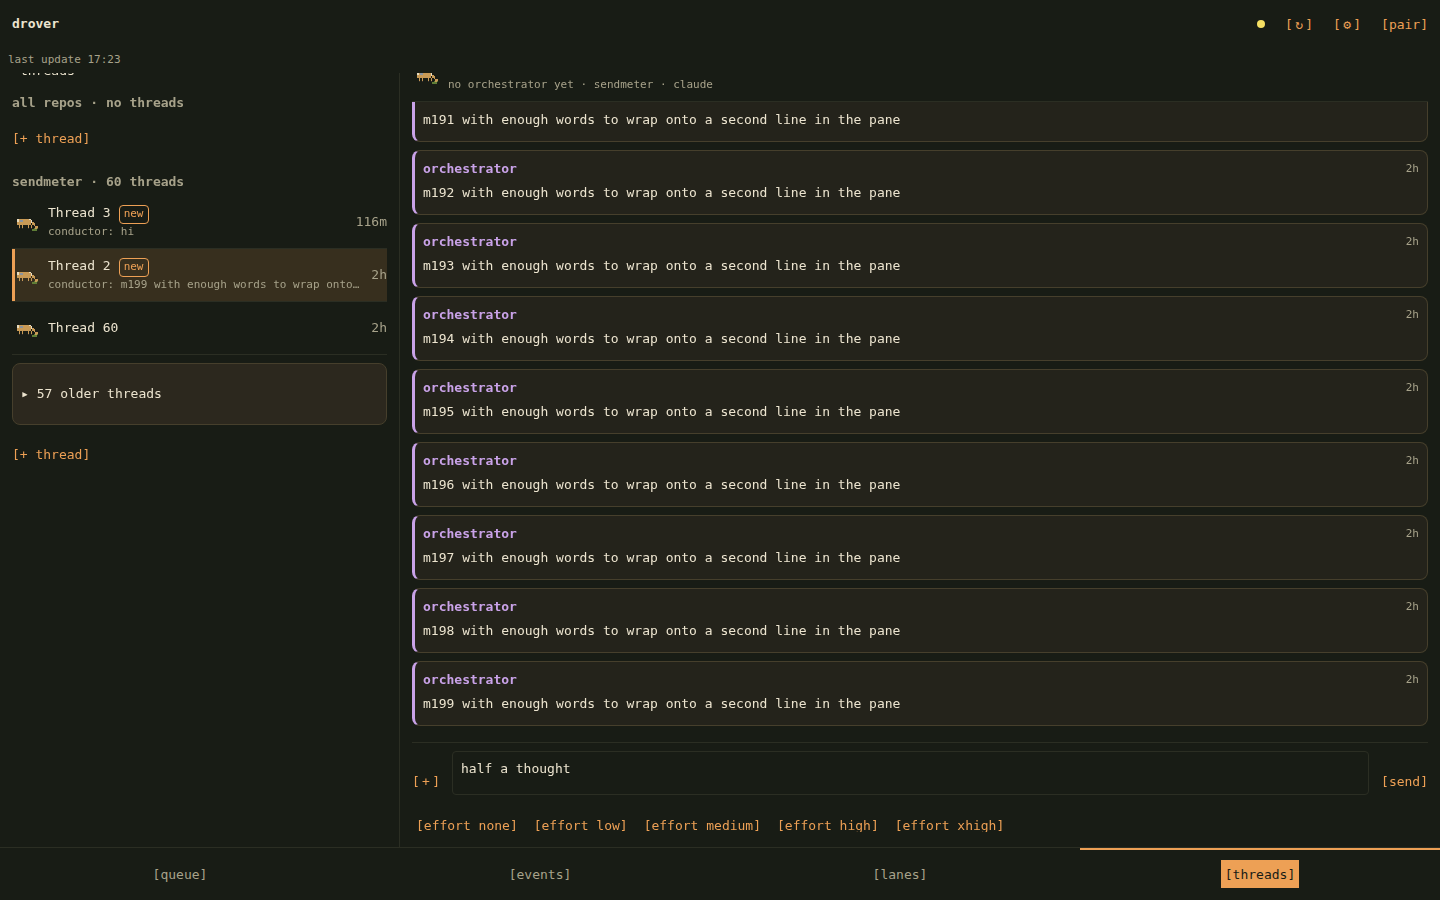 drover
[↻] [⚙] [pair]
last update 17:23
threads
all repos · no threads
[+ thread]
sendmeter · 60 threads
Thread 3 new
116m
conductor: hi
Thread 2 new
2h
conductor: m199 with enough words to wrap onto…
Thread 60
2h
▸ 57 older threads
[+ thread]
no orchestrator yet · sendmeter · claude
m191 with enough words to wrap onto a second line in the pane
orchestrator 2h
m192 with enough words to wrap onto a second line in the pane
orchestrator 2h
m193 with enough words to wrap onto a second line in the pane
orchestrator 2h
m194 with enough words to wrap onto a second line in the pane
orchestrator 2h
m195 with enough words to wrap onto a second line in the pane
orchestrator 2h
m196 with enough words to wrap onto a second line in the pane
orchestrator 2h
m197 with enough words to wrap onto a second line in the pane
orchestrator 2h
m198 with enough words to wrap onto a second line in the pane
orchestrator 2h
m199 with enough words to wrap onto a second line in the pane
[+] half a thought [send]
[effort none] [effort low] [effort medium] [effort high] [effort xhigh]
[queue] [events] [lanes] [threads]